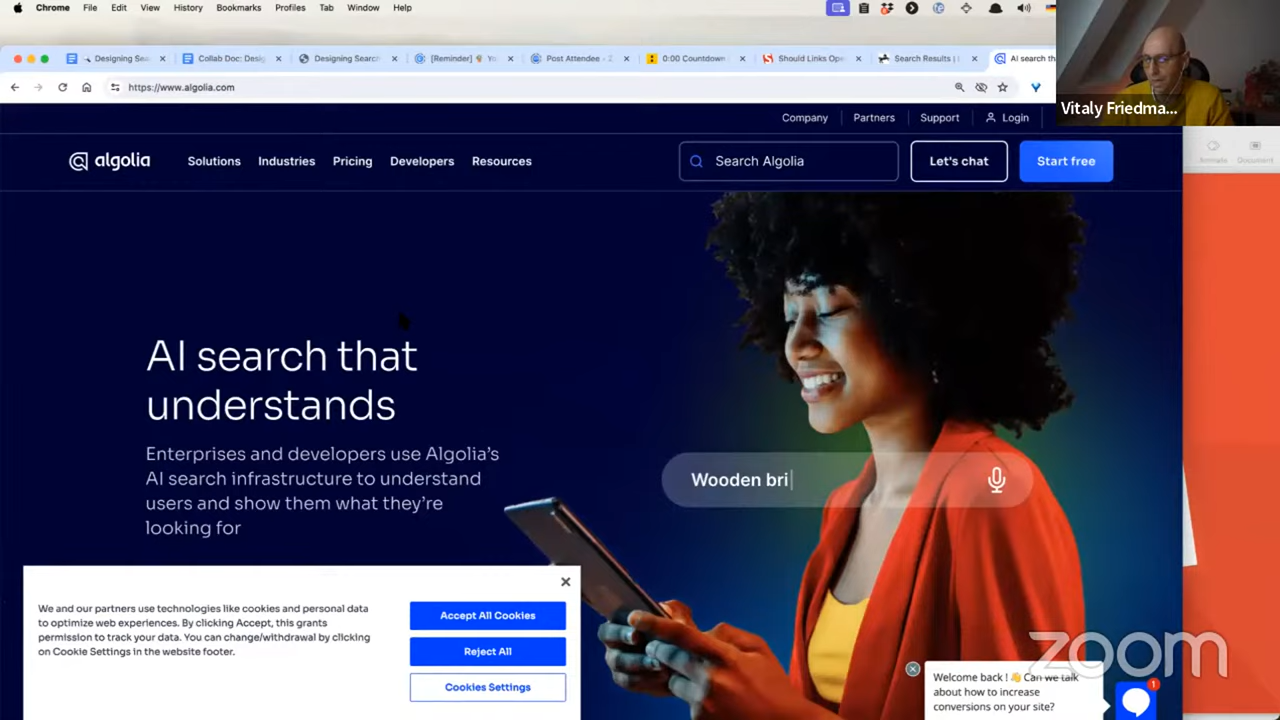 Chrome File Edit View History Bookmarks Profiles Tab Window Help
Designing Sea
Collab Doc: Desig
Designing Search
[Reminder]
Post Attendee - Z
0:00 Countdown
Should Links Ope
Search Results |
AI search th
https://www.algolia.com
Vitaly Friedma...
Company Partners Support Login
algolia Solutions Industries Pricing Developers Resources Search Algolia Let's chat Start free
Animate Document
AI search that
understands
Enterprises and developers use Algolia's
AI search infrastructure to understand
users and show them what they're
looking for
Wooden bri
We and our partners use technologies like cookies and personal data
to optimize web experiences. By clicking Accept, this grants
permission to track your data. You can change/withdrawal by clicking
on Cookie Settings in the website footer.
Accept All Cookies
Reject All
Cookies Settings
Welcome back ! 👋 Can we talk
about how to increase
conversions on your site?
1
zoom